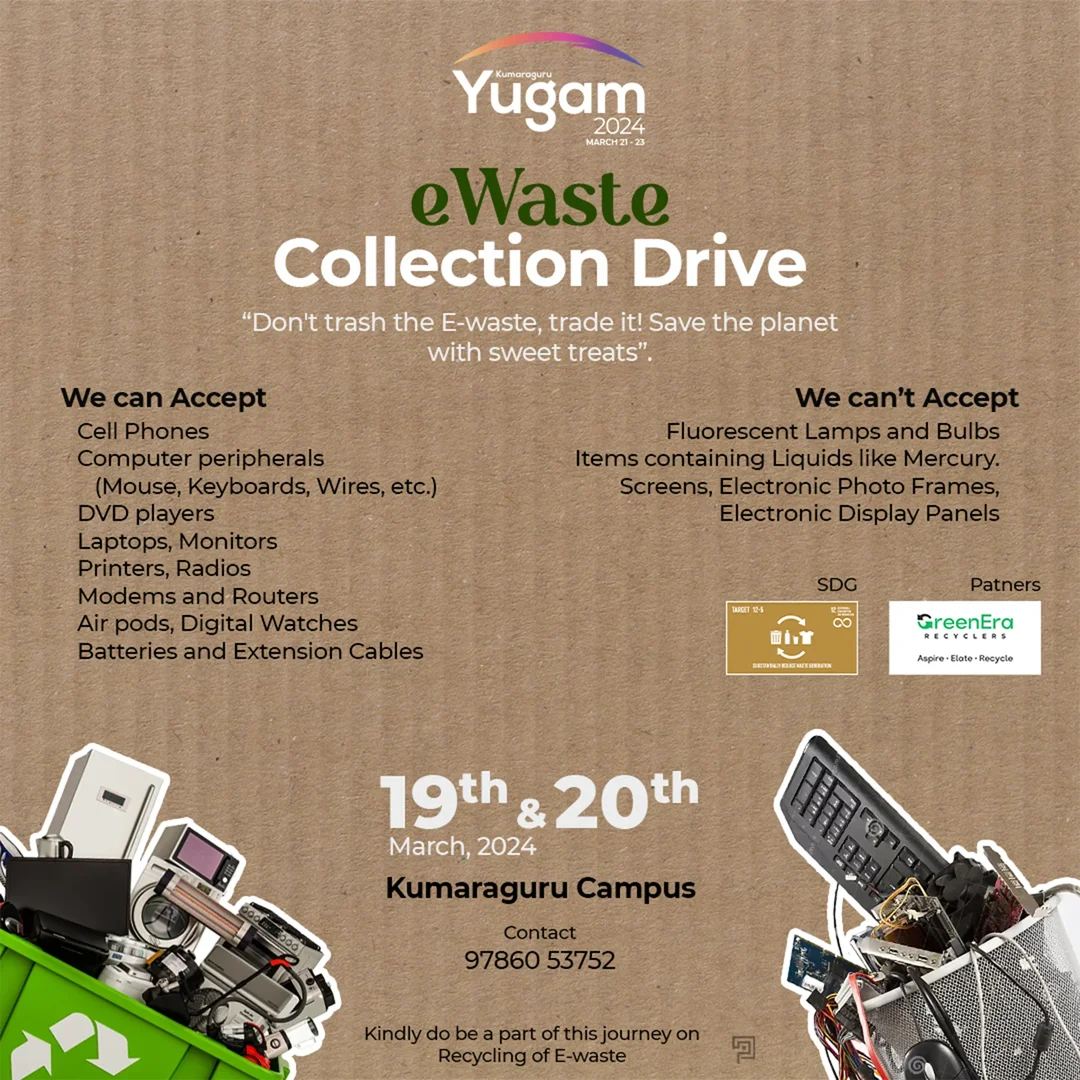 Kumaraguru
Yugam
2024
MARCH 21 - 23
eWaste
Collection Drive
“Don't trash the E-waste, trade it! Save the planet
with sweet treats”.
We can Accept
Cell Phones
Computer peripherals
(Mouse, Keyboards, Wires, etc.)
DVD players
Laptops, Monitors
Printers, Radios
Modems and Routers
Air pods, Digital Watches
Batteries and Extension Cables
We can’t Accept
Fluorescent Lamps and Bulbs
Items containing Liquids like Mercury.
Screens, Electronic Photo Frames,
Electronic Display Panels
SDG
TARGET 12-5
12
SUBSTANTIALLY REDUCE WASTE GENERATION
Patners
GreenEra
RECYCLERS
Aspire • Elate • Recycle
19th & 20th
March, 2024
Kumaraguru Campus
Contact
97860 53752
Kindly do be a part of this journey on
Recycling of E-waste